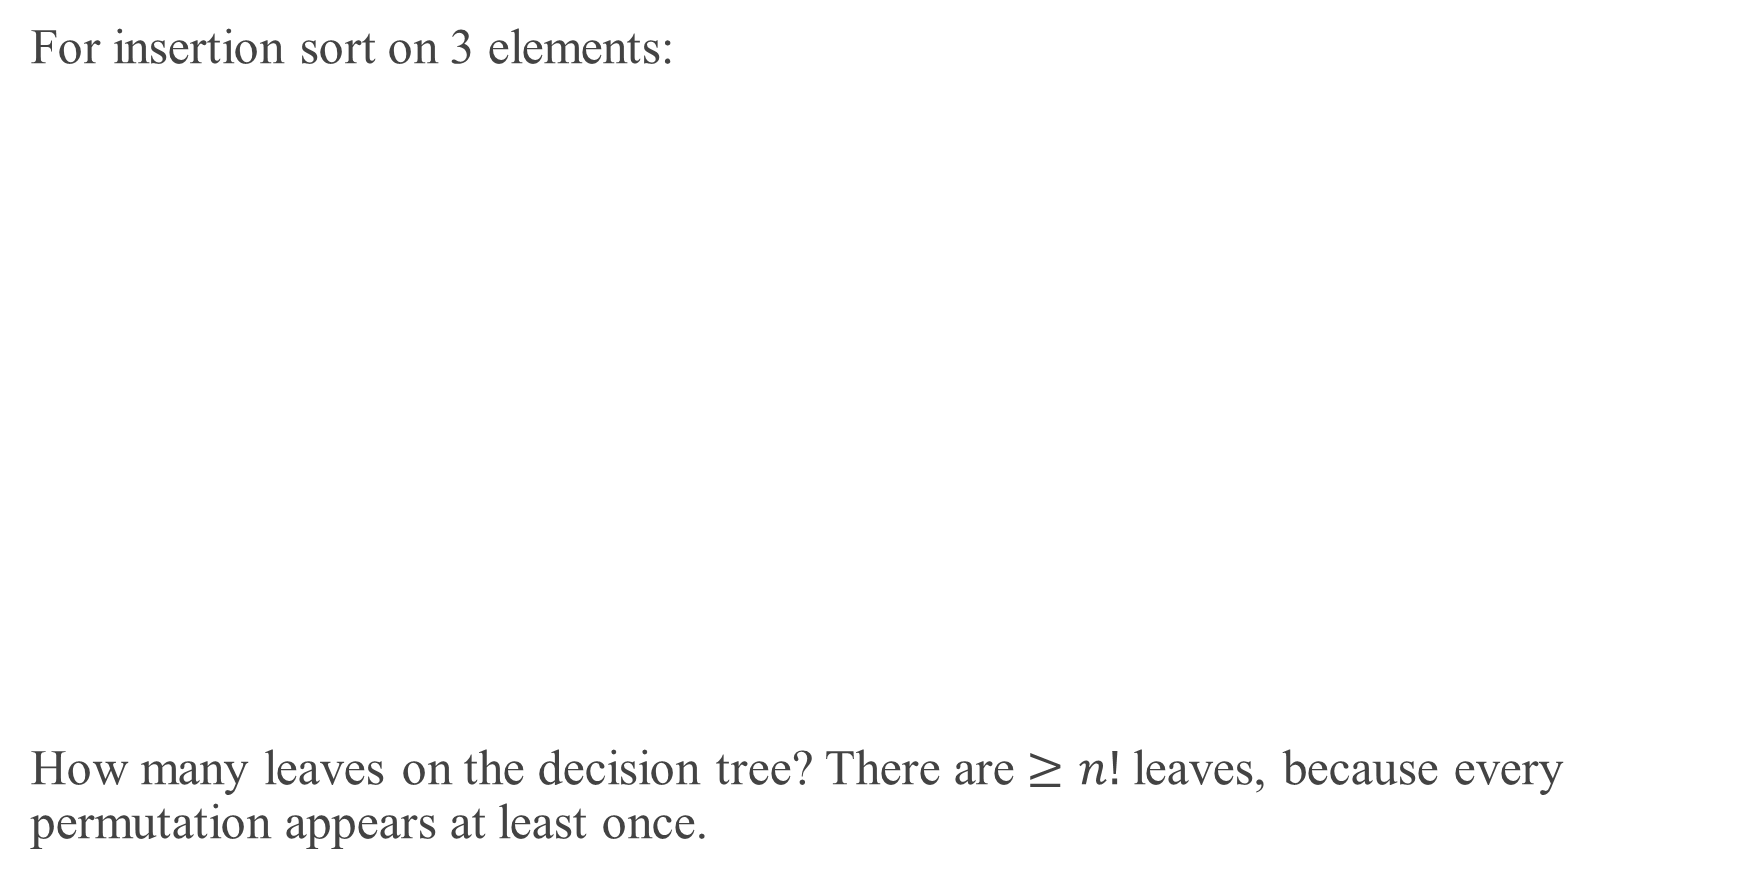 For insertion sort on 3 elements:
How many leaves on the decision tree? There are ≥ n! leaves, because every
permutation appears at least once.